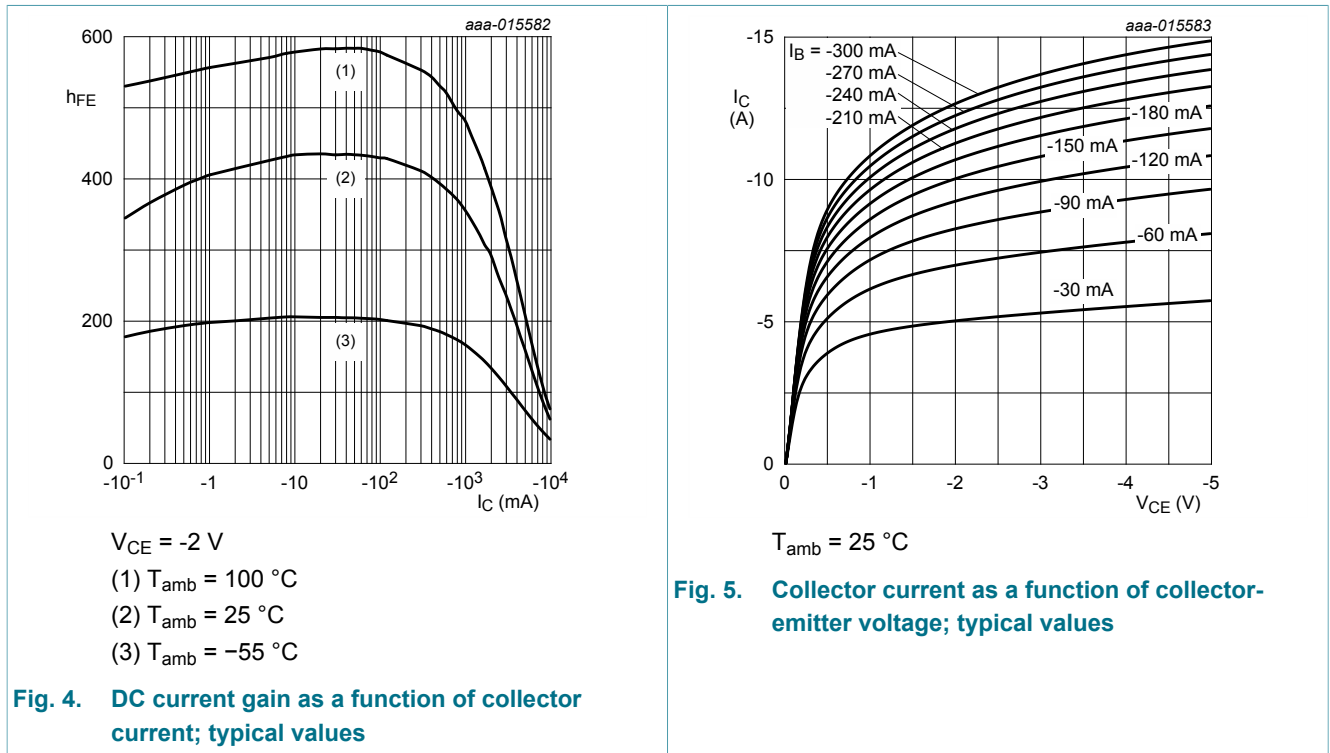 aaa-015582
600
hFE
400
200
0
(1)
(2)
(3)
-10-1
-1
-10
-102
-103
-104
IC (mA)
VCE = -2 V
(1) Tamb = 100 °C
(2) Tamb = 25 °C
(3) Tamb = −55 °C
Fig. 4. DC current gain as a function of collector
current; typical values
aaa-015583
-15
IC
(A)
-10
-5
0
IB = -300 mA
-270 mA
-240 mA
-210 mA
-180 mA
-150 mA
-120 mA
-90 mA
-60 mA
-30 mA
0
-1
-2
-3
-4
-5
VCE (V)
Tamb = 25 °C
Fig. 5. Collector current as a function of collector-
emitter voltage; typical values